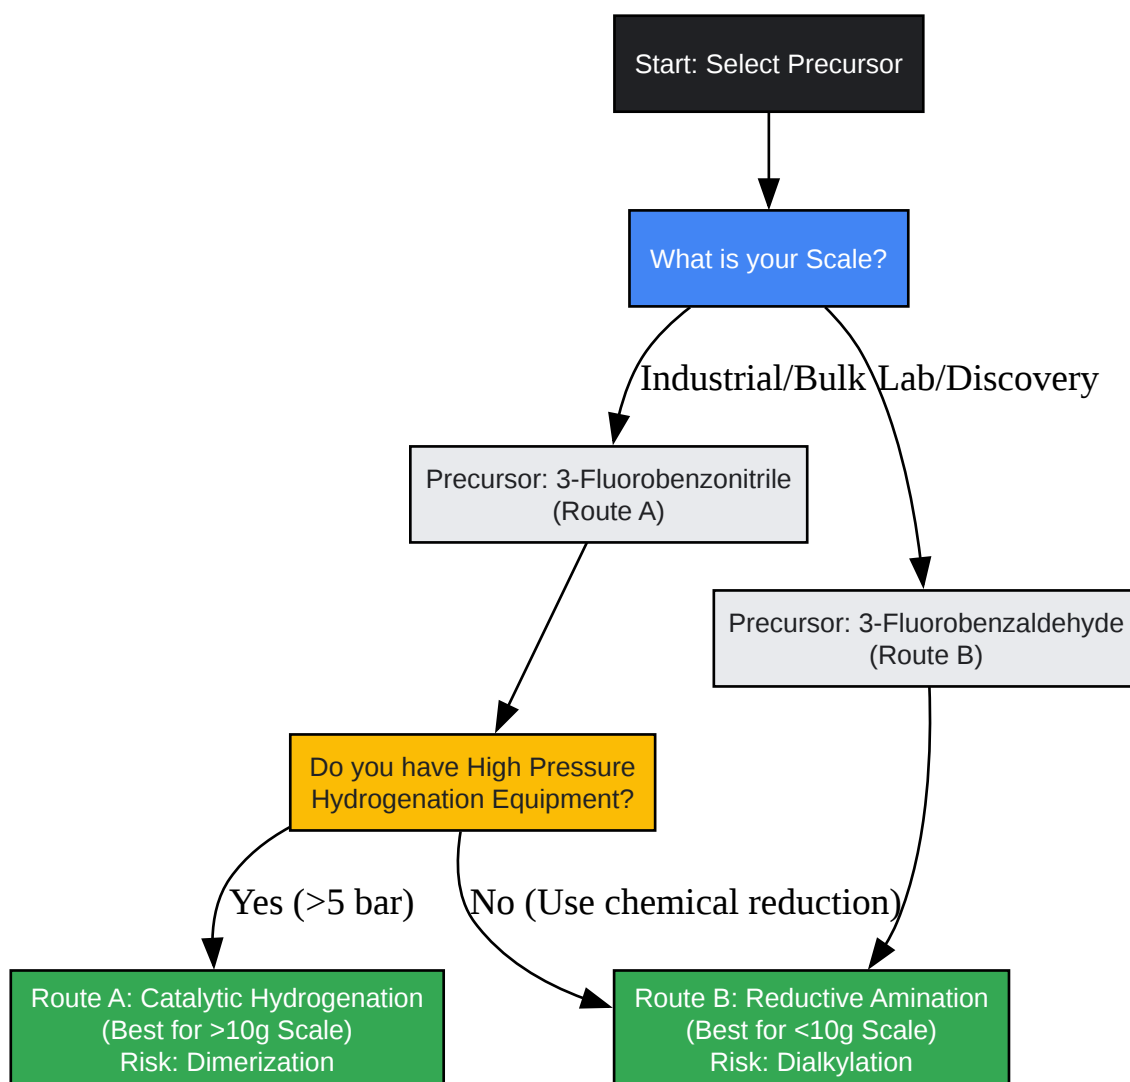 Start: Select Precursor
What is your Scale?
Industrial/Bulk
Lab/Discovery
Precursor: 3-Fluorobenzonitrile
(Route A)
Precursor: 3-Fluorobenzaldehyde
(Route B)
Do you have High Pressure
Hydrogenation Equipment?
Yes (>5 bar)
No (Use chemical reduction)
Route A: Catalytic Hydrogenation
(Best for >10g Scale)
Risk: Dimerization
Route B: Reductive Amination
(Best for <10g Scale)
Risk: Dialkylation